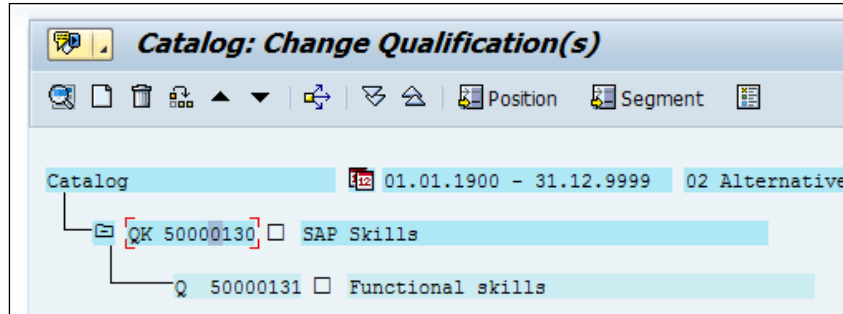 Catalog: Change Qualification(s)
Position Segment
Catalog 01.01.1900 - 31.12.9999 02 Alternative
QK 50000130 SAP Skills
Q 50000131 Functional skills